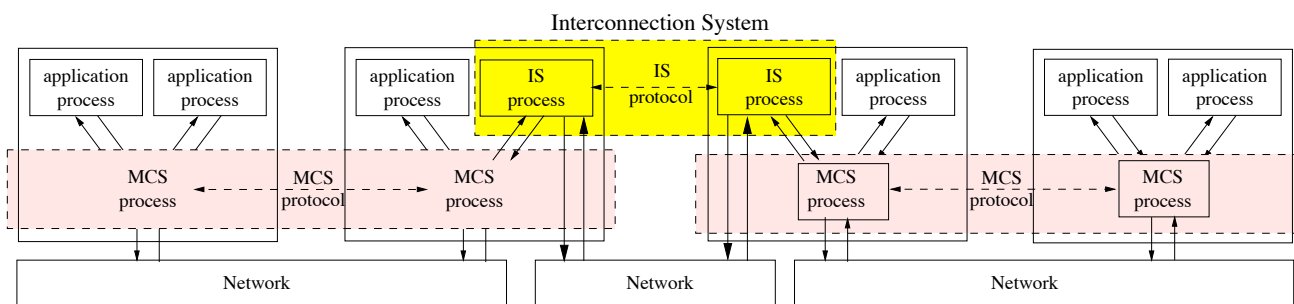 Interconnection System
application
process
application
process
application
process
IS
process
IS
protocol
IS
process
application
process
application
process
application
process
MCS
process
MCS
protocol
MCS
process
MCS
process
MCS
protocol
MCS
process
Network
Network
Network